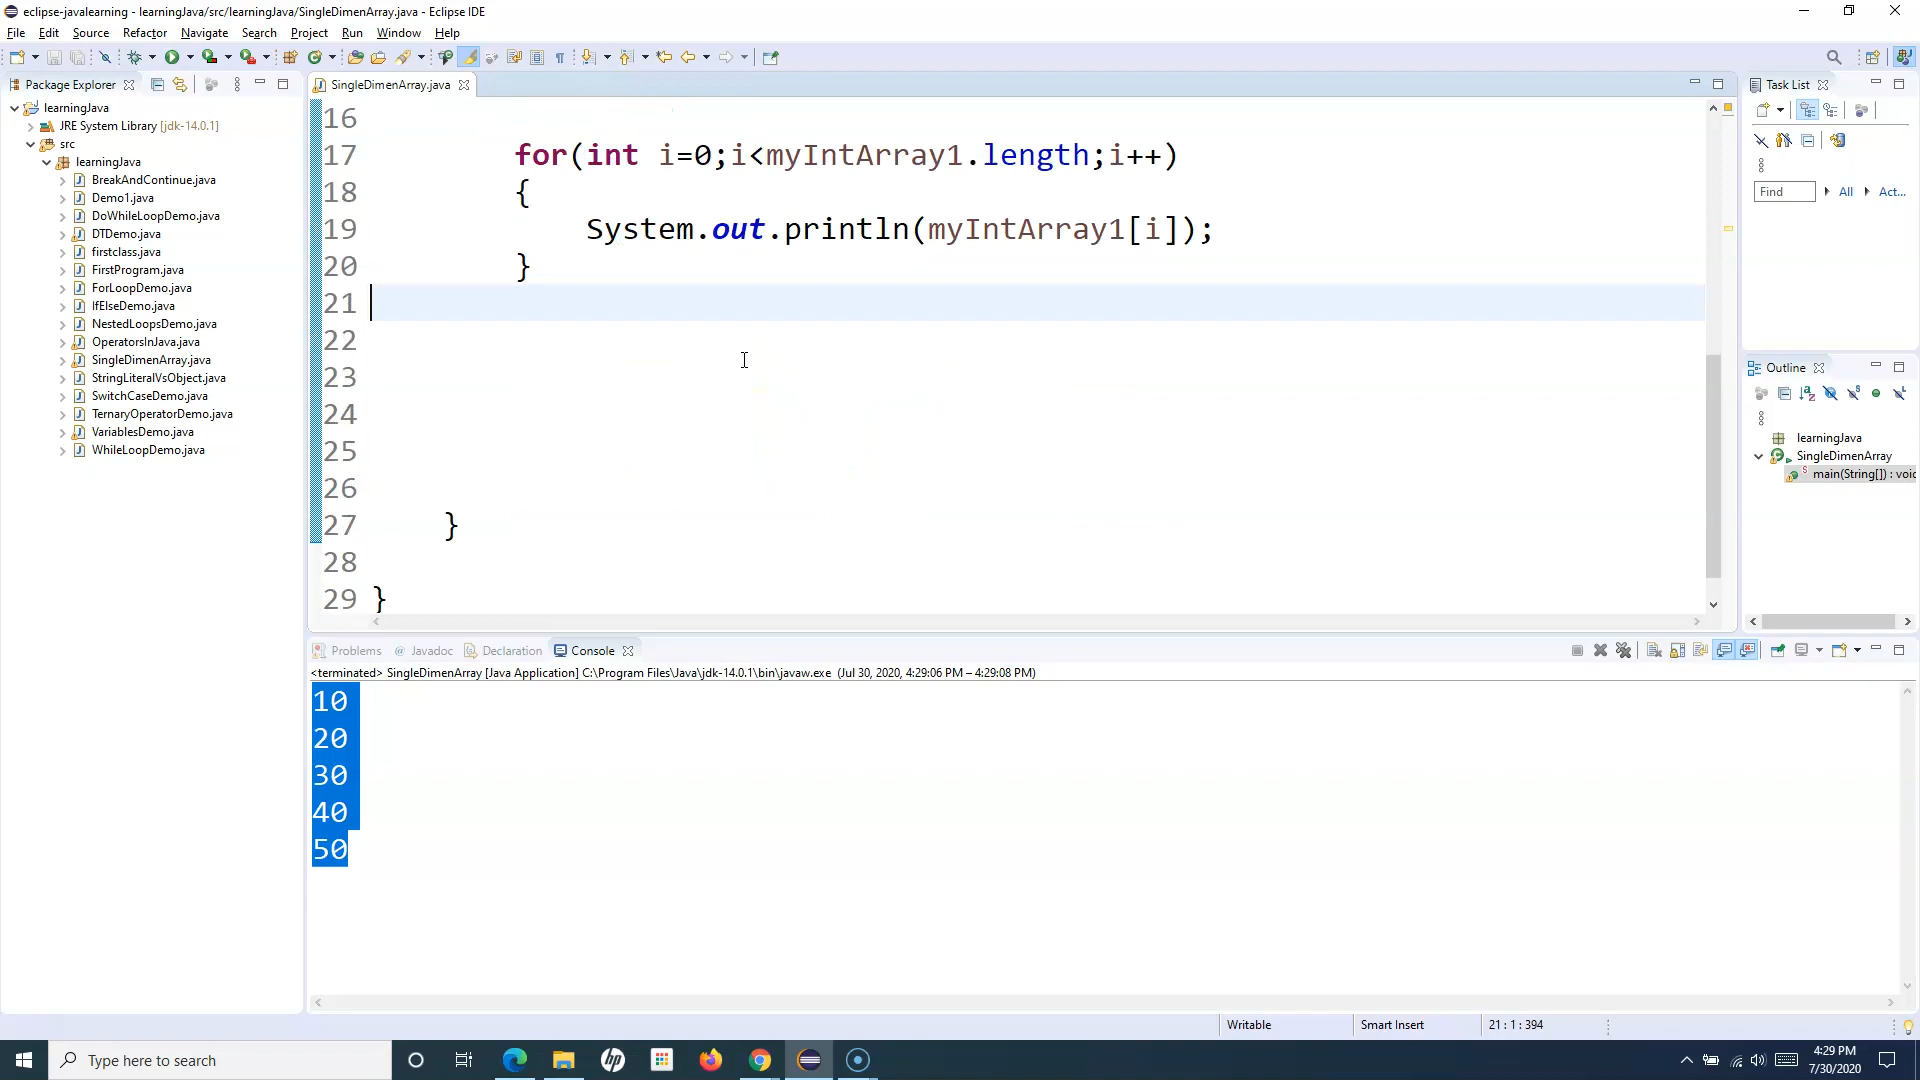 eclipse-javalearning - learningJava/src/learningJava/SingleDimenArray.java - Eclipse IDE
File Edit Source Refactor Navigate Search Project Run Window Help
Package Explorer
learningJava
JRE System Library [jdk-14.0.1]
src
learningJava
BreakAndContinue.java
Demo1.java
DoWhileLoopDemo.java
DTDemo.java
firstclass.java
FirstProgram.java
ForLoopDemo.java
IfElseDemo.java
NestedLoopsDemo.java
OperatorsInJava.java
SingleDimenArray.java
StringLiteralVsObject.java
SwitchCaseDemo.java
TernaryOperatorDemo.java
VariablesDemo.java
WhileLoopDemo.java
SingleDimenArray.java
16
17 for(int i=0;i<myIntArray1.length;i++)
18 {
19 System.out.println(myIntArray1[i]);
20 }
21
22
23
24
25
26
27 }
28
29 }
Task List
Find All Act...
Outline
learningJava
SingleDimenArray
main(String[]) : voic
Problems Javadoc Declaration Console
<terminated> SingleDimenArray [Java Application] C:\Program Files\Java\jdk-14.0.1\bin\javaw.exe (Jul 30, 2020, 4:29:06 PM – 4:29:08 PM)
10
20
30
40
50
Writable Smart Insert 21 : 1 : 394
Type here to search
hp
4:29 PM
7/30/2020